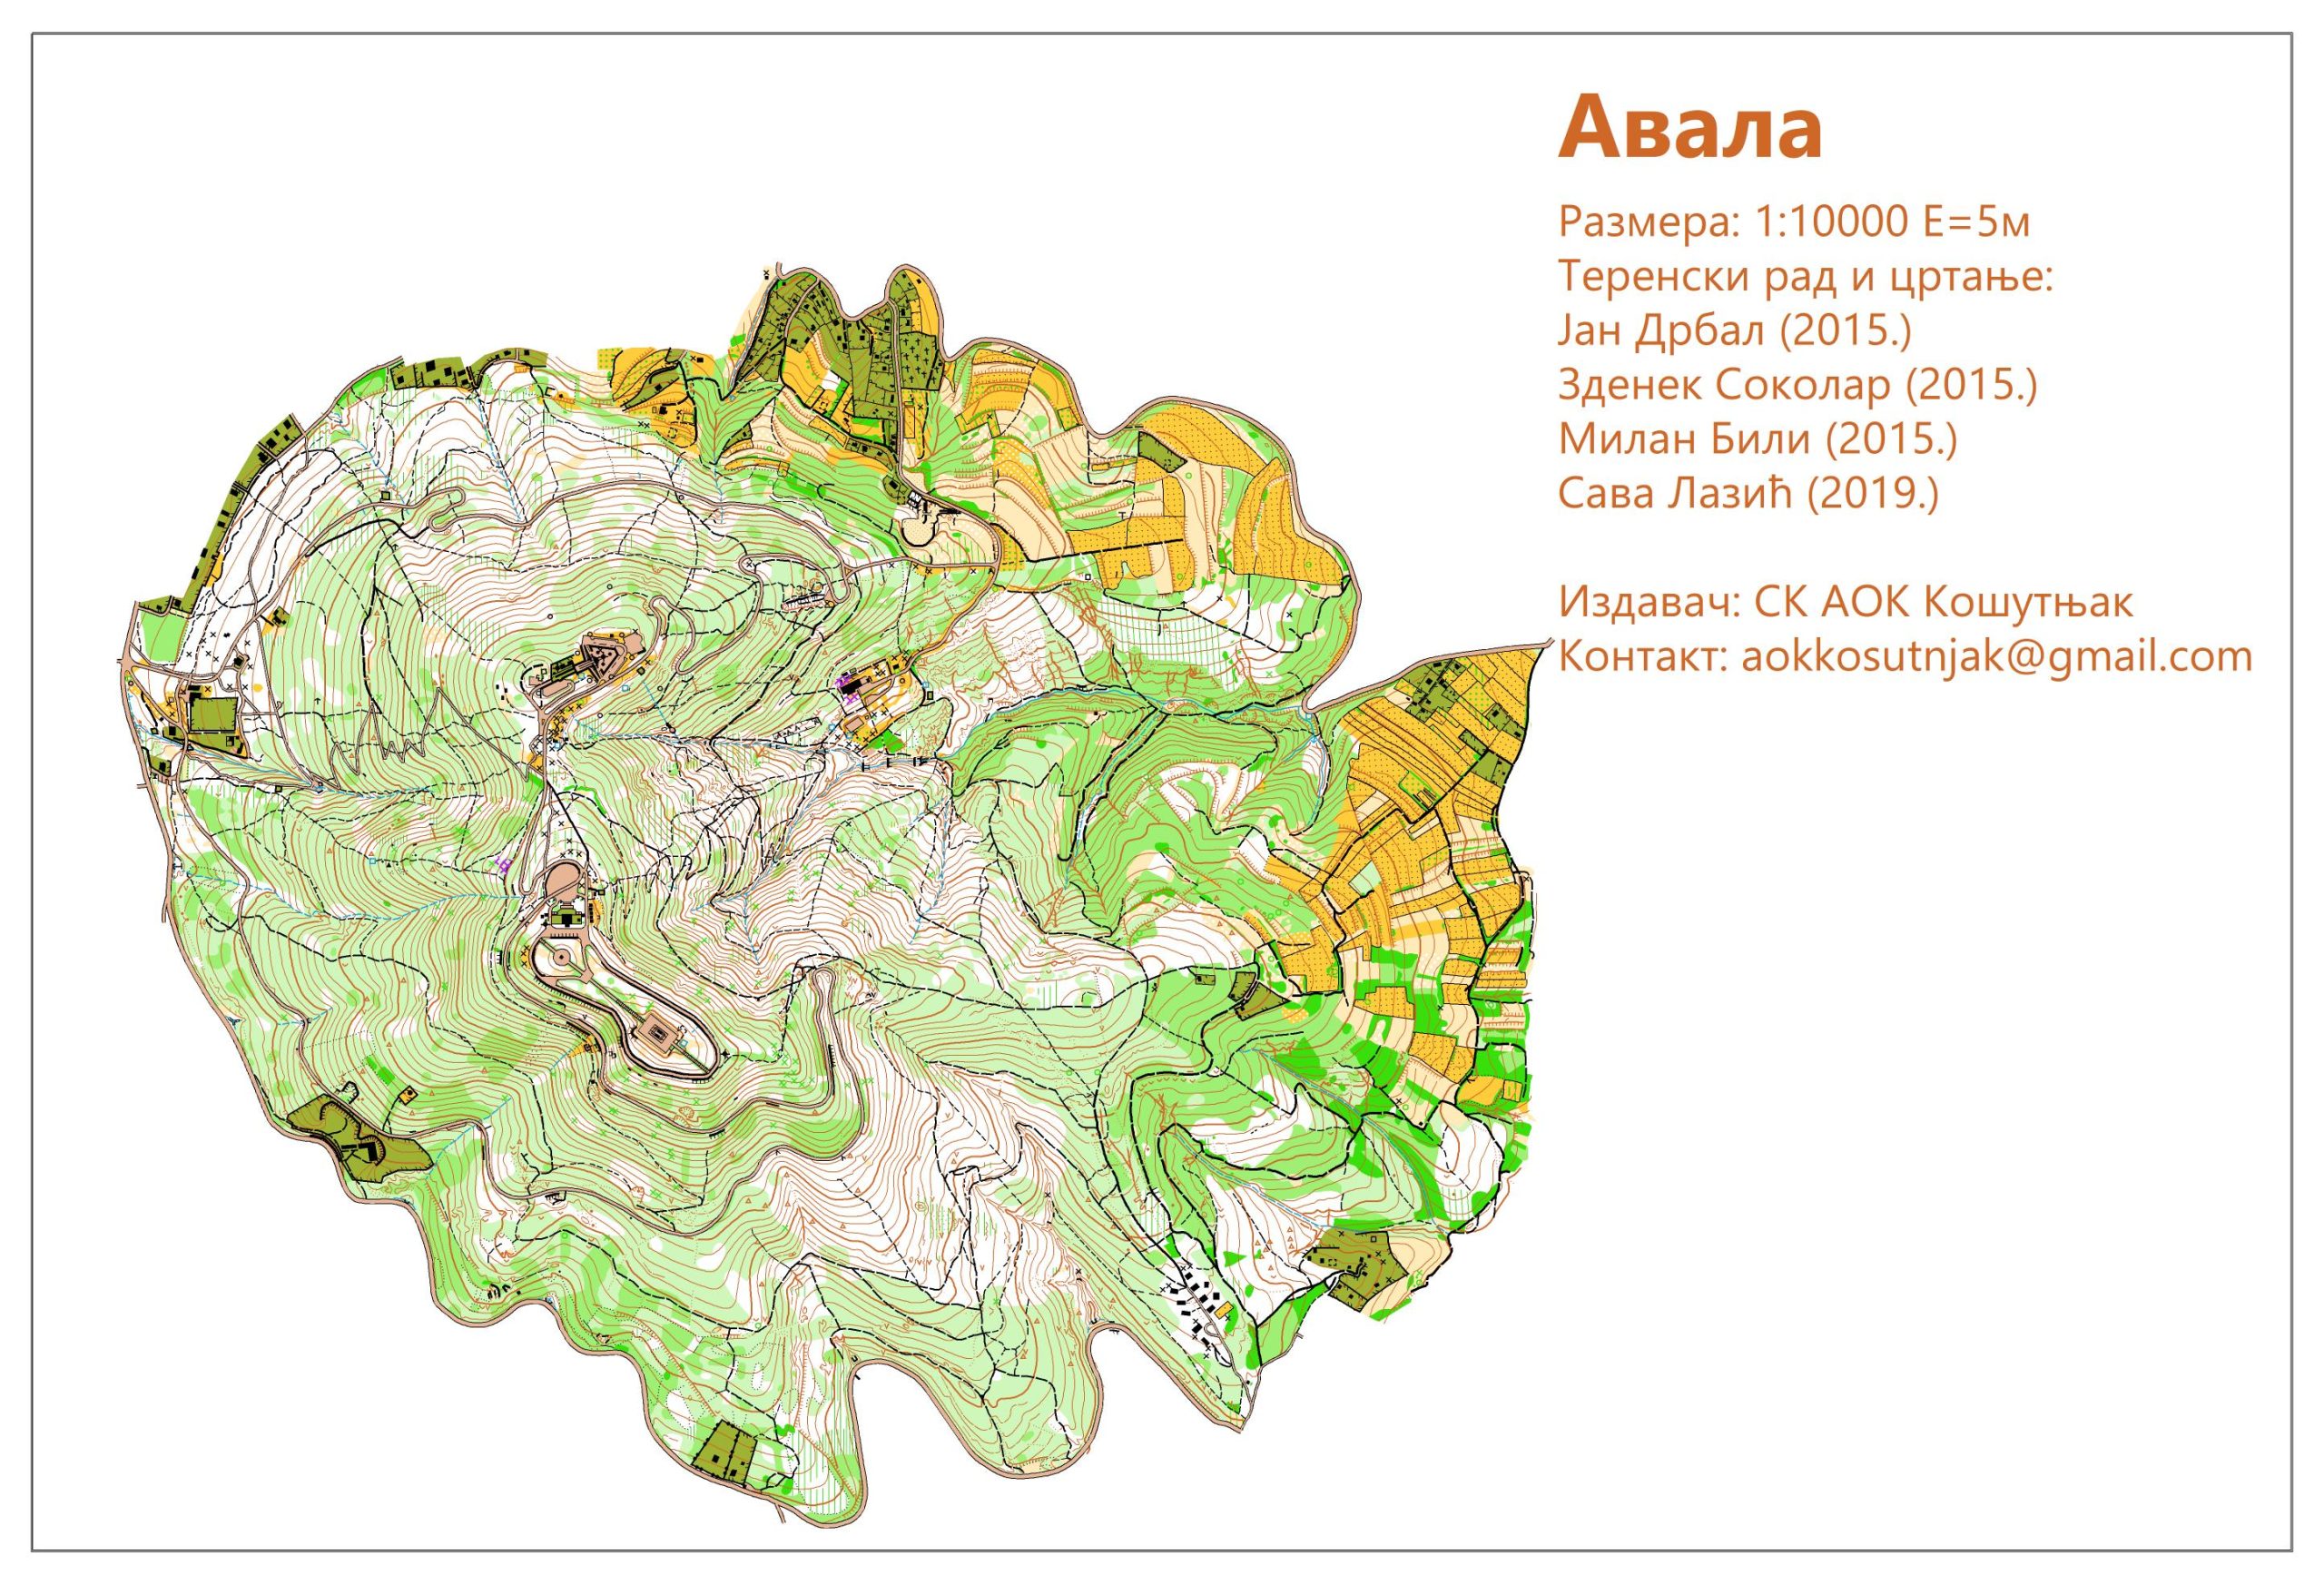 Авала
Размера: 1:10000 Е=5м
Теренски рад и цртање:
Јан Дрбал (2015.)
Зденек Соколар (2015.)
Милан Били (2015.)
Сава Лазић (2019.)
Издавач: СК АОК Кошутњак
Контакт: aokkosutnjak@gmail.com